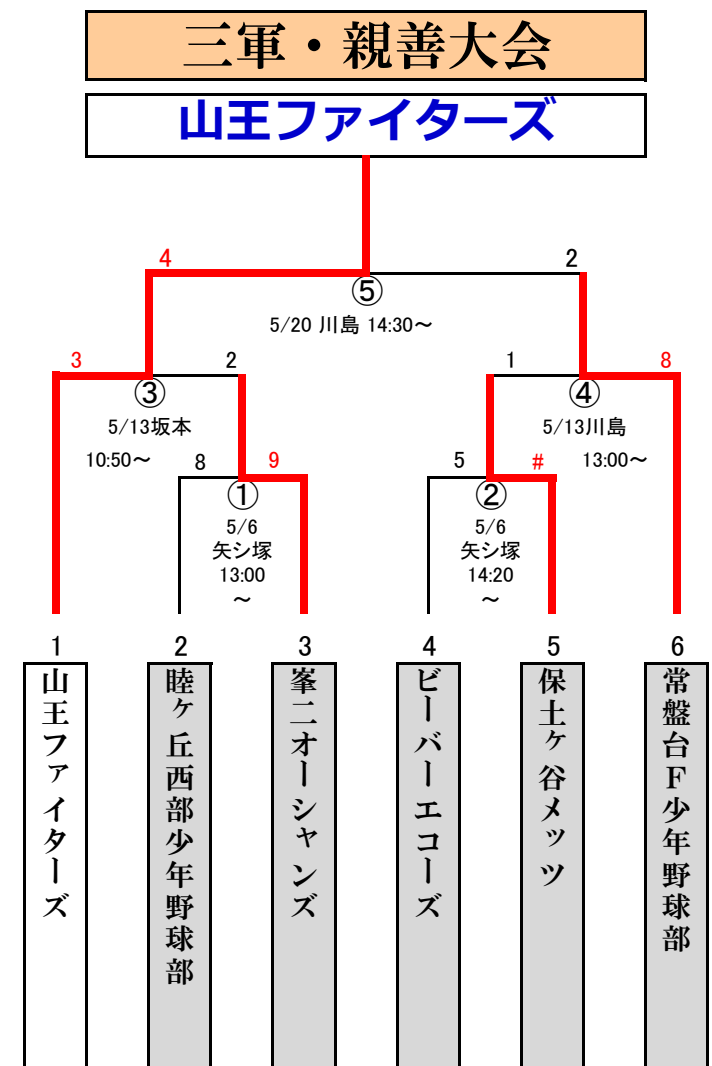 三軍・親善大会
山王ファイターズ
4
2
⑤
5/20 川島 14:30～
3
2
1
8
③
④
5/13坂本
5/13川島
10:50～
13:00～
8
9
5
#
①
②
5/6
矢シ塚
13:00
～
5/6
矢シ塚
14:20
～
1
2
3
4
5
6
山王ファイターズ
睦ヶ丘西部少年野球部
峯二オーシャンズ
ビーバーエコーズ
保土ヶ谷メッツ
常盤台F少年野球部